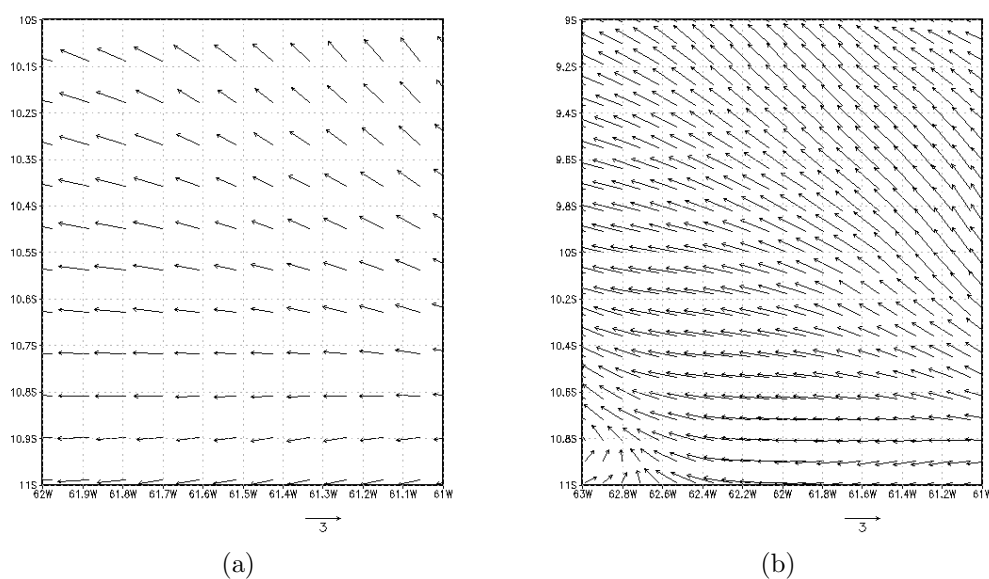 10S
10.1S
10.2S
10.3S
10.4S
10.5S
10.6S
10.7S
10.8S
10.9S
11S
62W 61.9W 61.8W 61.7W 61.6W 61.5W 61.4W 61.3W 61.2W 61.1W 61W
3
(a)
9S
9.2S
9.4S
9.6S
9.8S
10S
10.2S
10.4S
10.6S
10.8S
11S
63W 62.8W 62.6W 62.4W 62.2W 62W 61.8W 61.6W 61.4W 61.2W 61W
3
(b)